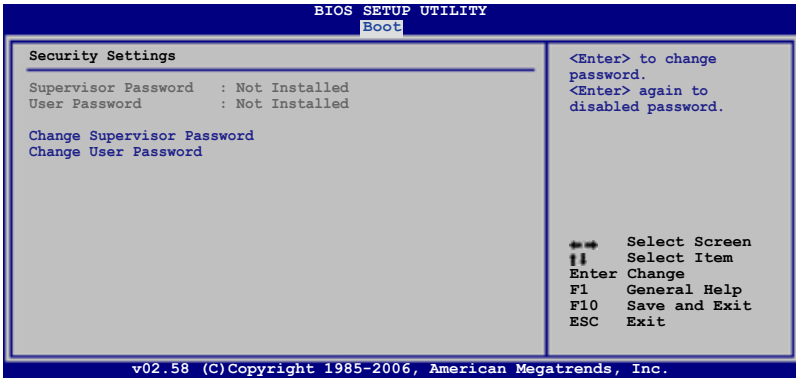 BIOS SETUP UTILITY
Boot
Security Settings
Supervisor Password : Not Installed
User Password : Not Installed
Change Supervisor Password
Change User Password
<Enter> to change
password.
<Enter> again to
disabled password.
Select Screen
Select Item
Enter Change
F1 General Help
F10 Save and Exit
ESC Exit
v02.58 (C)Copyright 1985-2006, American Megatrends, Inc.